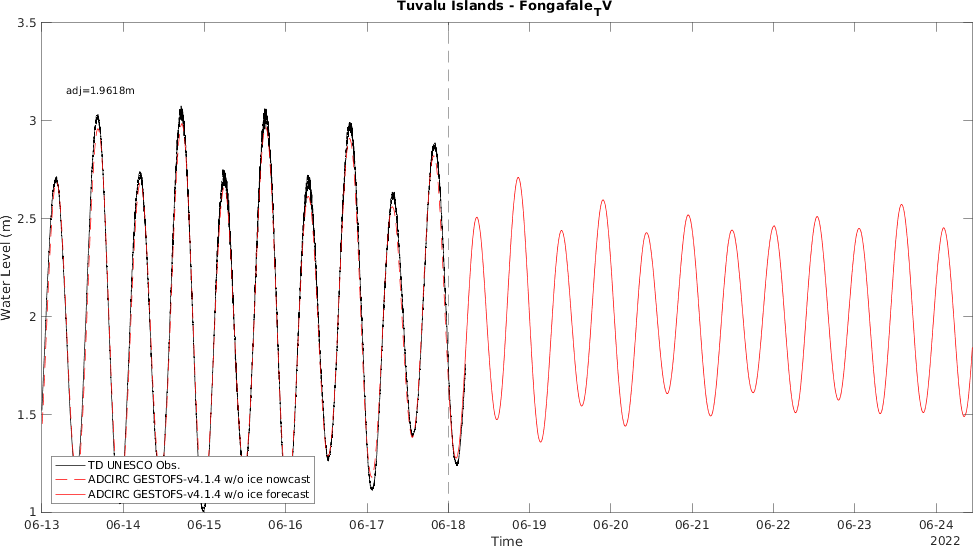 Tuvalu Islands - Fongafale_TV
adj=1.9618m
Water Level (m)
3.5
3
2.5
2
1.5
1
TD UNESCO Obs.
ADCIRC GESTOFS-v4.1.4 w/o ice nowcast
ADCIRC GESTOFS-v4.1.4 w/o ice forecast
06-13 06-14 06-15 06-16 06-17 06-18 06-19 06-20 06-21 06-22 06-23 06-24
Time
2022